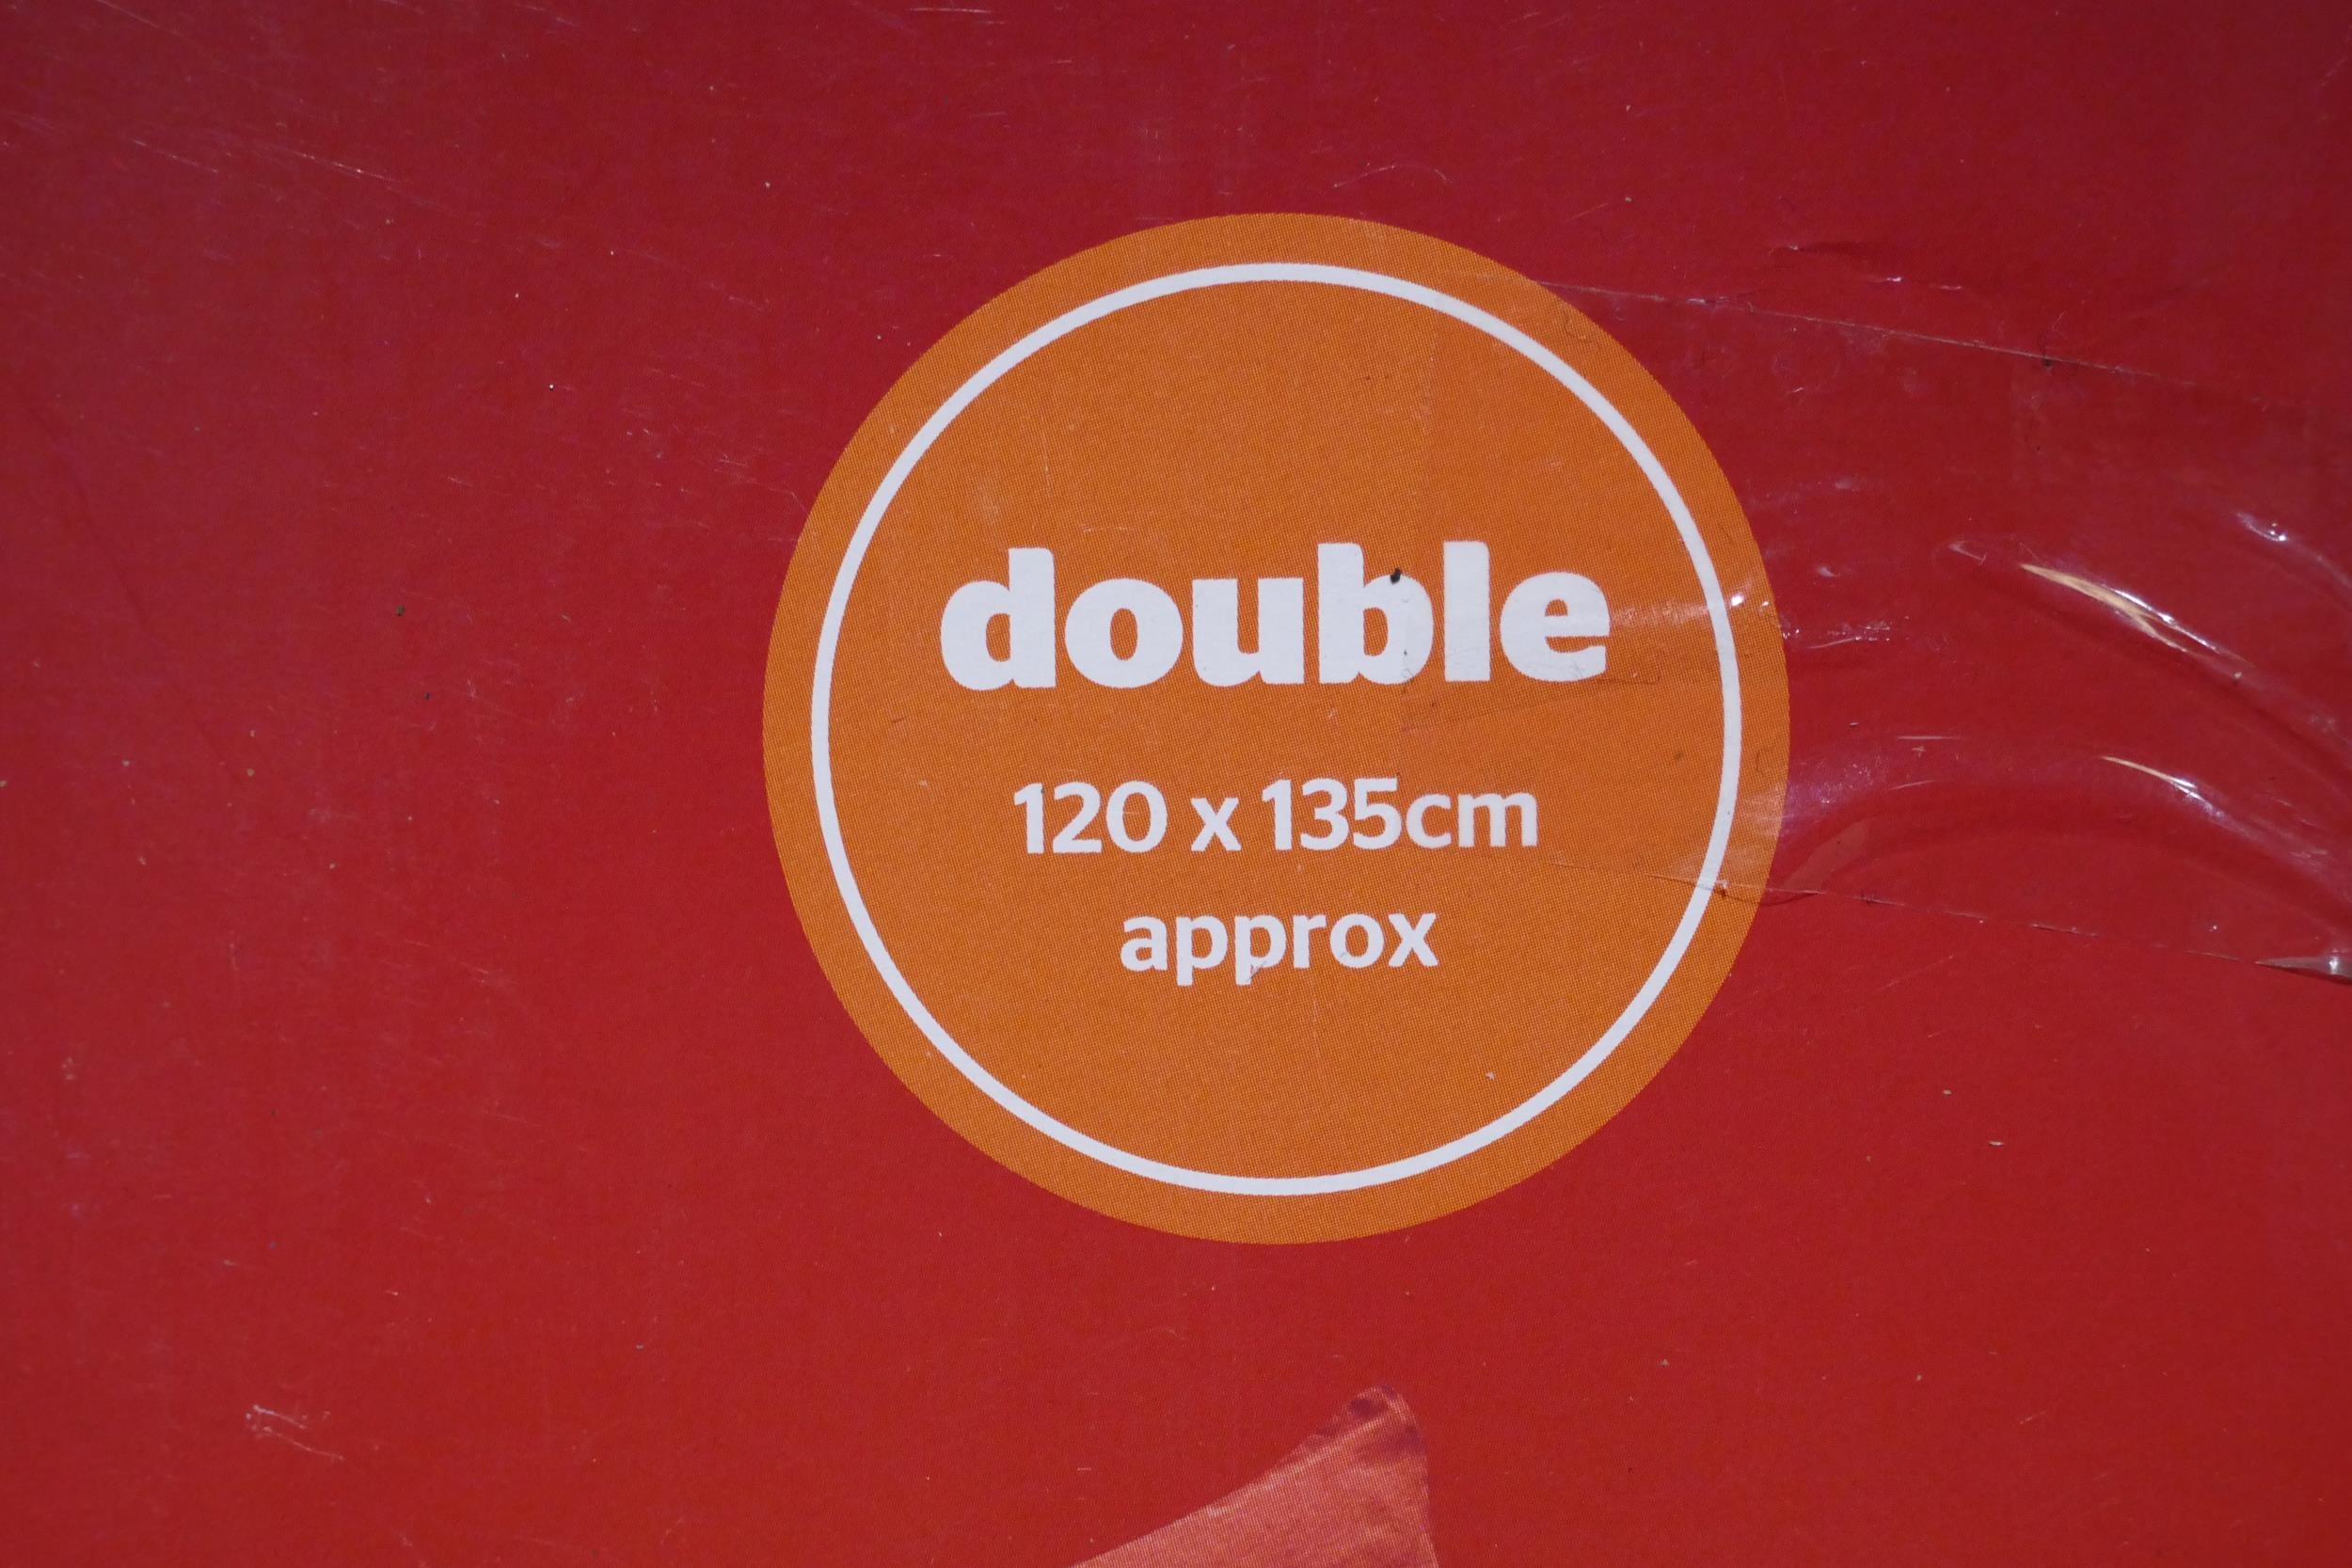 double
120 x 135cm
approx